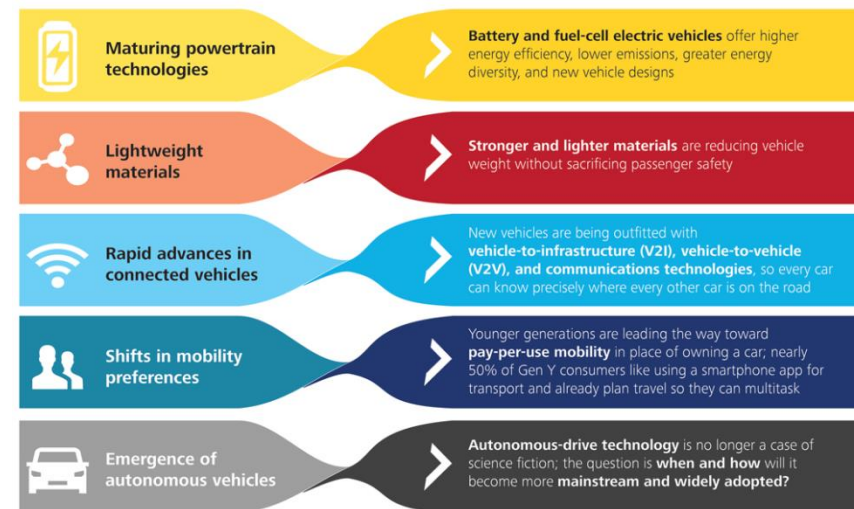 Maturing powertrain
technologies
Battery and fuel-cell electric vehicles offer higher
energy efficiency, lower emissions, greater energy
diversity, and new vehicle designs
Lightweight
materials
Stronger and lighter materials are reducing vehicle
weight without sacrificing passenger safety
Rapid advances in
connected vehicles
New vehicles are being outfitted with
vehicle-to-infrastructure (V2I), vehicle-to-vehicle
(V2V), and communications technologies, so every car
can know precisely where every other car is on the road
Shifts in mobility
preferences
Younger generations are leading the way toward
pay-per-use mobility in place of owning a car; nearly
50% of Gen Y consumers like using a smartphone app for
transport and already plan travel so they can multitask
Emergence of
autonomous vehicles
Autonomous-drive technology is no longer a case of
science fiction; the question is when and how will it
become more mainstream and widely adopted?